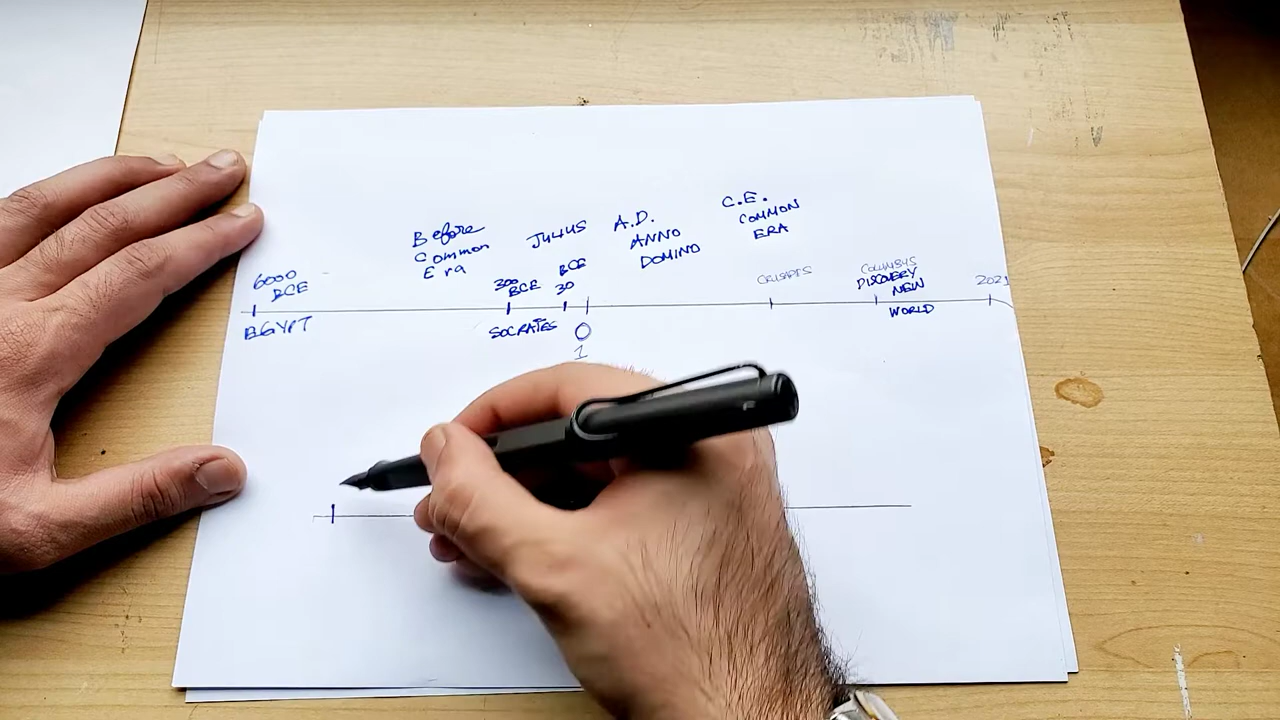 C.E.
COMMON
ERA
A.D.
ANNO
DOMINO
JULIUS
Before
Common
Era
6000
BCE
300
BCE
BCE
30
CRUSADES
COLUMBUS
DISCOVERY
NEW
WORLD
2021
EGYPT
SOCRATES
0
1